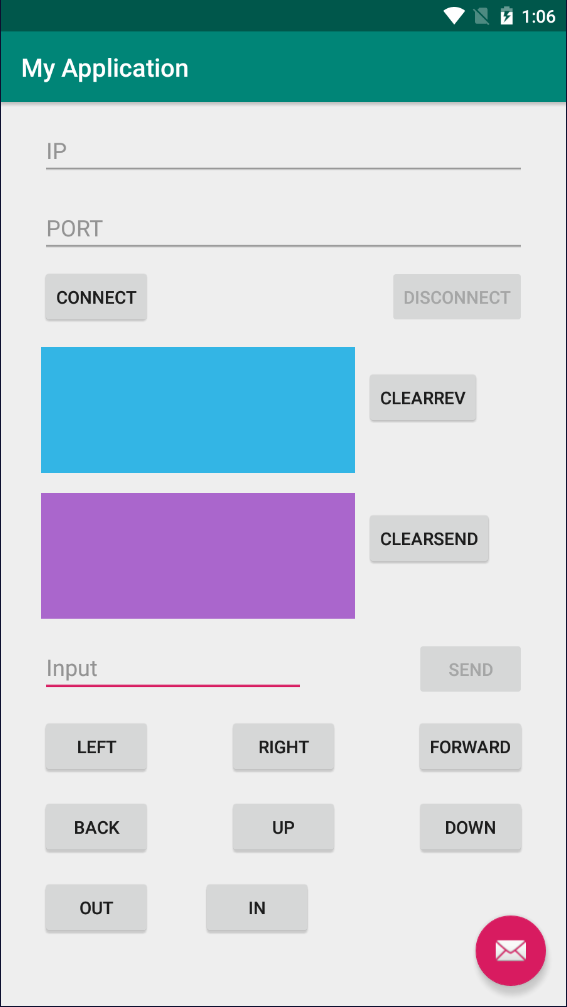 1:06
My Application
IP
PORT
CONNECT DISCONNECT
CLEARREV
CLEARSEND
Input SEND
LEFT RIGHT FORWARD
BACK UP DOWN
OUT IN